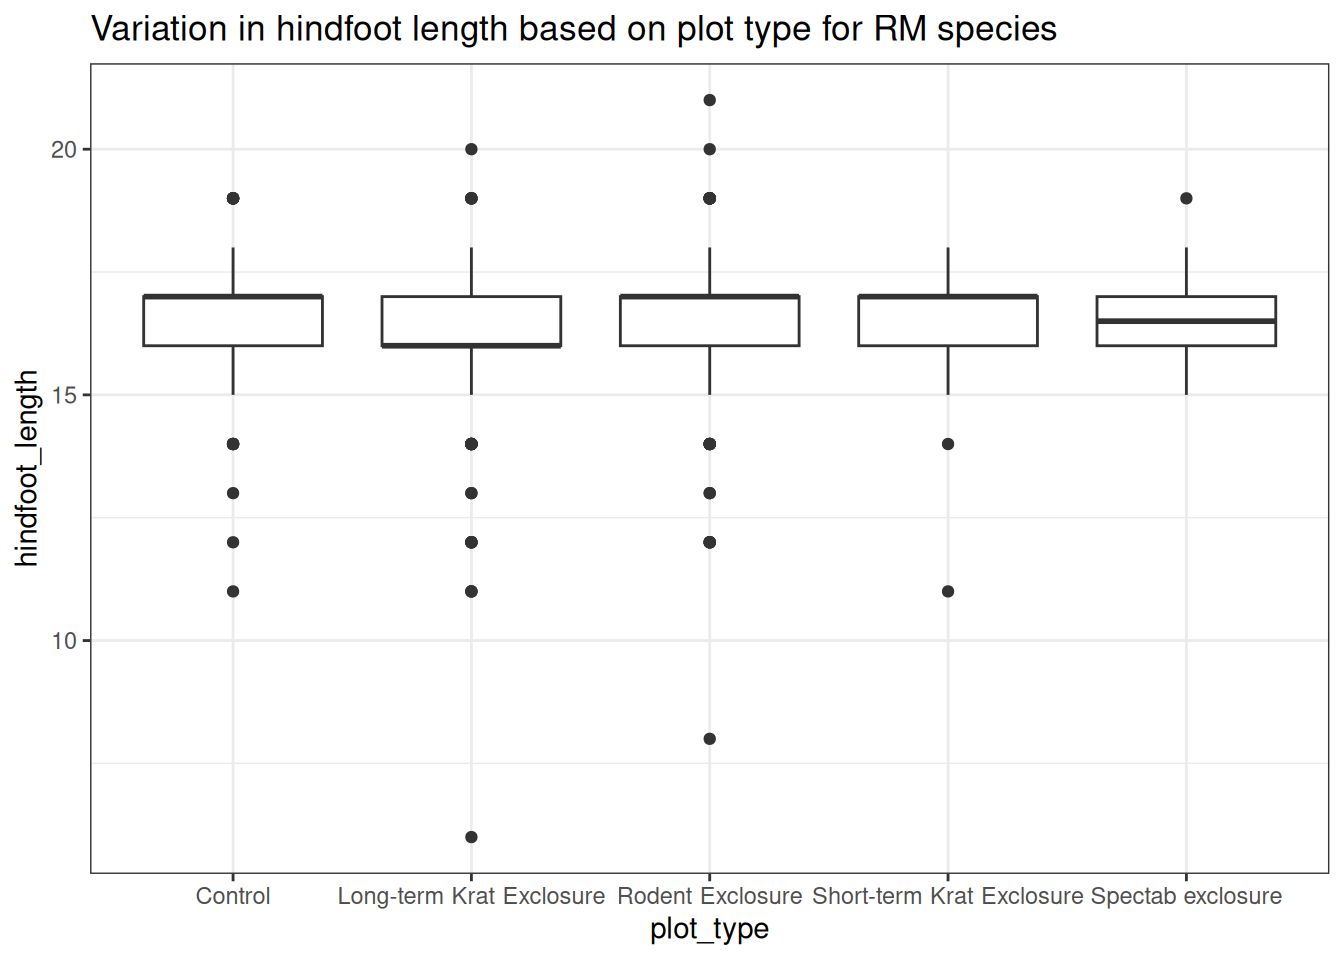 Variation in hindfoot length based on plot type for RM species
hindfoot_length
20
15
10
Control Long-term Krat Exclosure Rodent Exclosure Short-term Krat Exclosure Spectab exclosure
plot_type